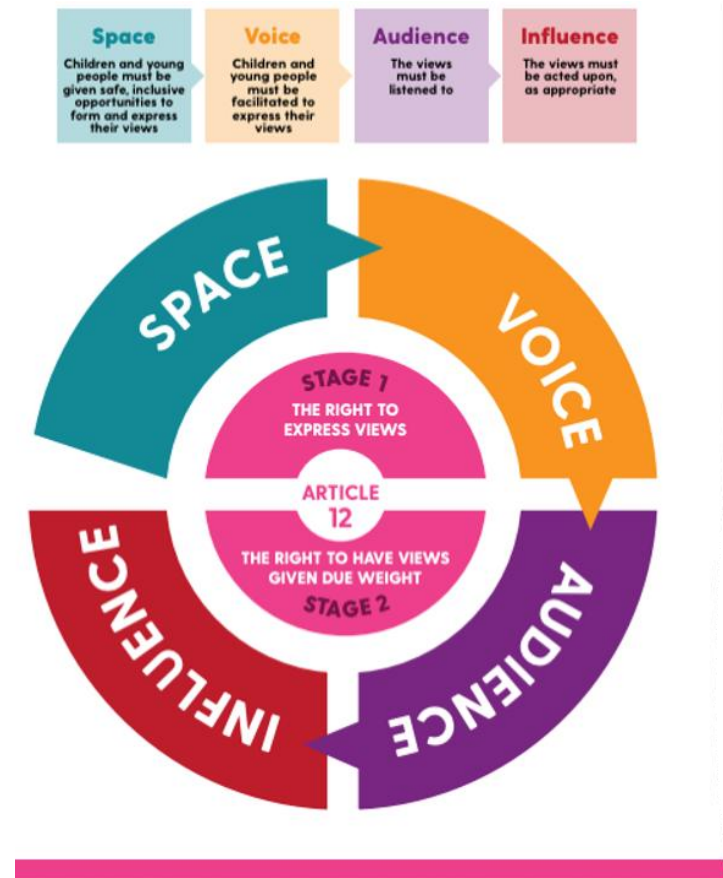 Space
Children and young
people must be
given safe, inclusive
opportunities to
form and express
their views
Voice
Children and
young people
must be
facilitated to
express their
views
Audience
The views
must be
listened to
Influence
The views must
be acted upon,
as appropriate
SPACE
VOICE
STAGE 1
THE RIGHT TO
EXPRESS VIEWS
ARTICLE
12
THE RIGHT TO HAVE VIEWS
GIVEN DUE WEIGHT
STAGE 2
INFLUENCE
AUDIENCE